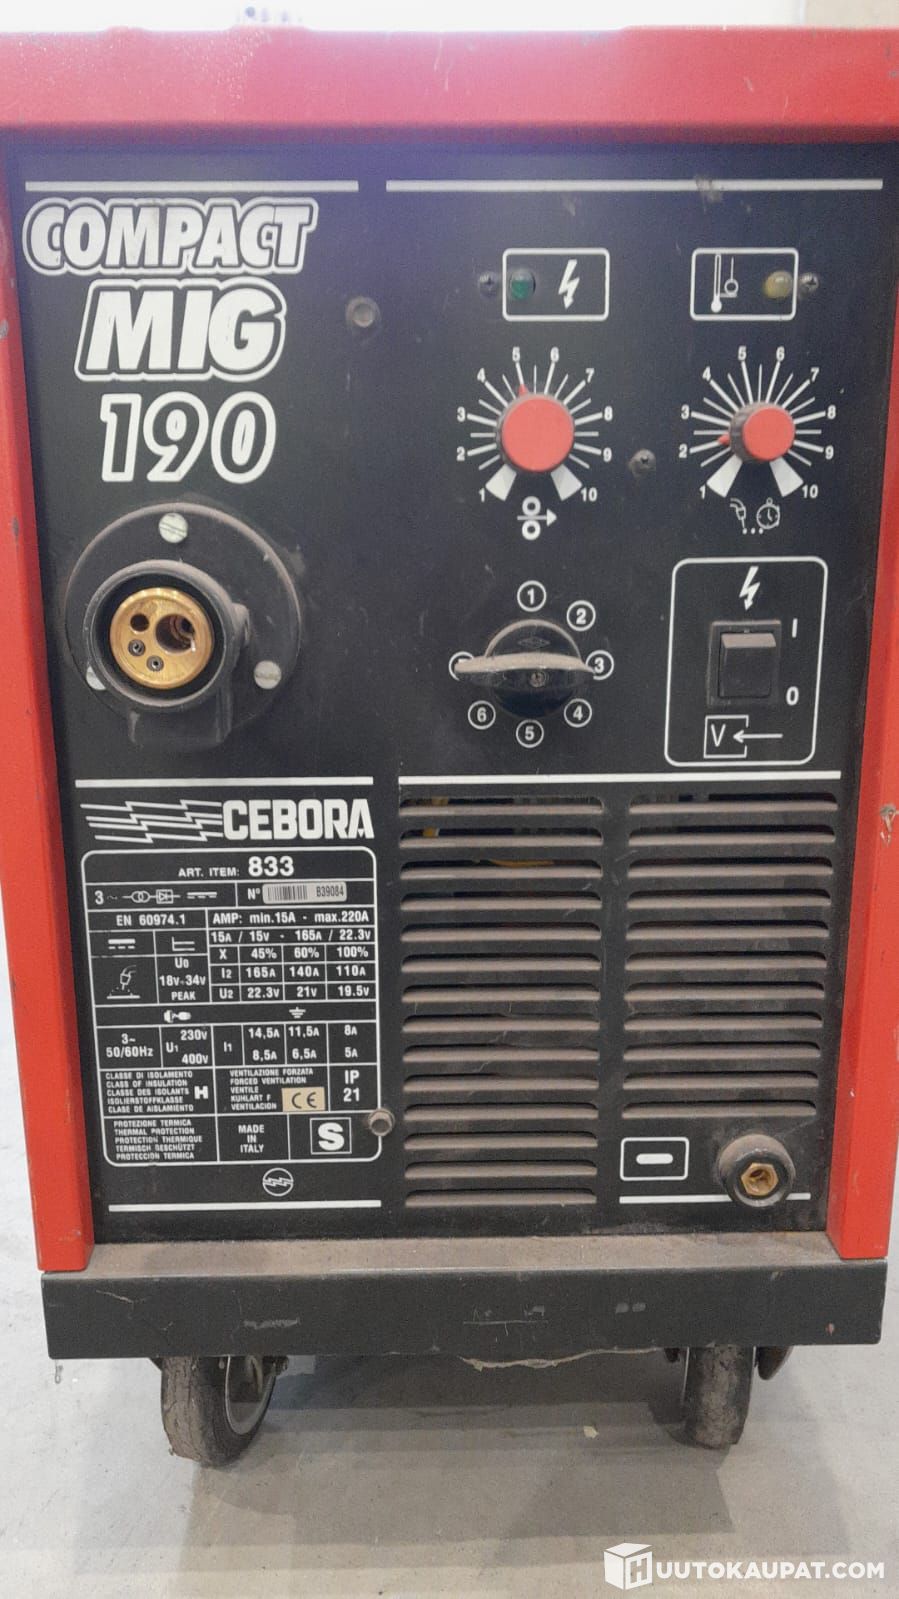 COMPACT
MIG
190
1 2 3 4 5 6 7 8 9 10
1 2 3 4 5 6 7 8 9 10
1 2 3 4 5 6
I
0
V
CEBORA
ART. ITEM: 833
3~
N° B39084
EN 60974.1
AMP: min.15A - max.220A
15A / 15V - 165A / 22.3V
X 45% 60% 100%
U0 18V÷34V PEAK
I2 165A 140A 110A
U2 22.3V 21V 19.5V
3~ 50/60Hz
U1 230V 400V
I1 14,5A 11,5A 8A
8,5A 6,5A 5A
CLASSE DI ISOLAMENTO
CLASS OF INSULATION
CLASSE DES ISOLANTS
ISOLIERSTOFFKLASSE
CLASE DE AISLAMIENTO
H
VENTILAZIONE FORZATA
FORCED VENTILATION
VENTILE
KUHLART F
VENTILACION
CE
IP
21
PROTEZIONE TERMICA
THERMAL PROTECTION
PROTECTION THERMIQUE
TERMISCH GESCHÜTZT
PROTECCION TERMICA
MADE
IN
ITALY
S
HUUTOKAUPAT.COM